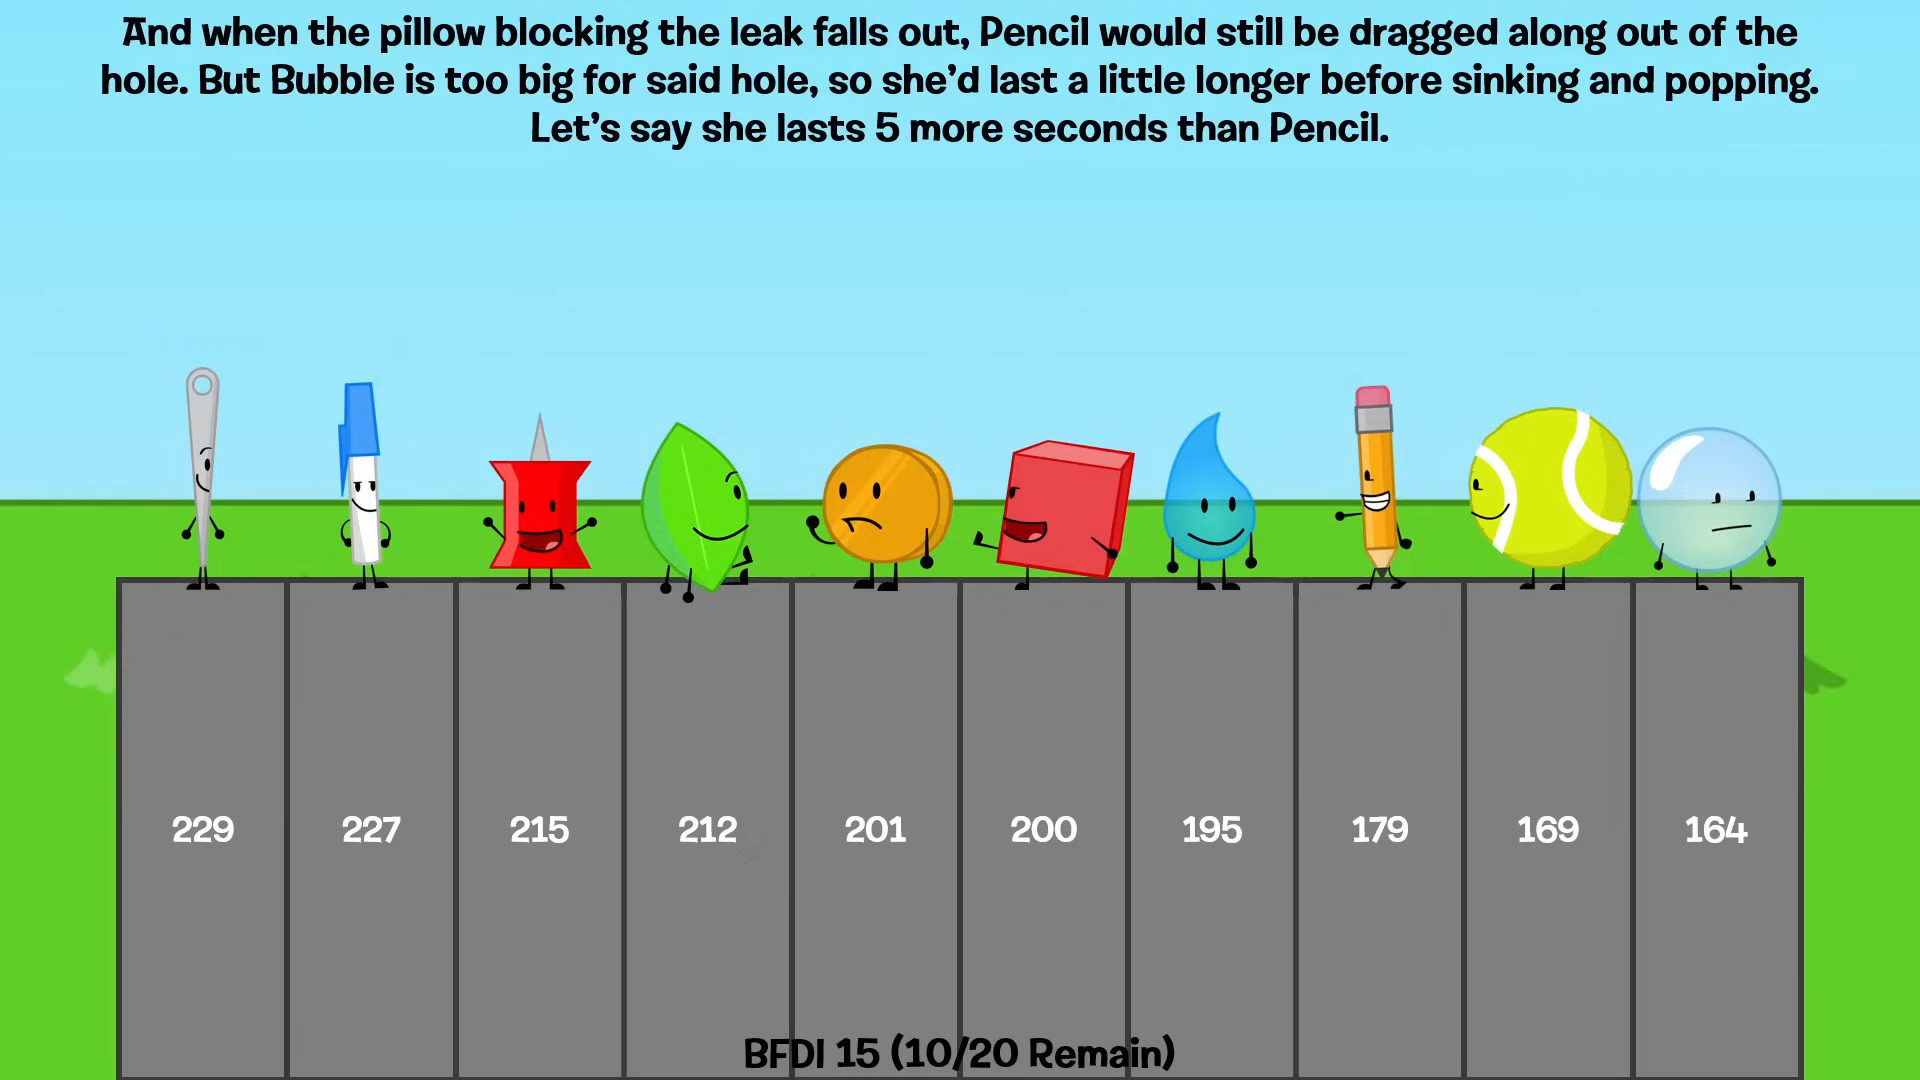 And when the pillow blocking the leak falls out, Pencil would still be dragged along out of the
hole. But Bubble is too big for said hole, so she’d last a little longer before sinking and popping.
Let’s say she lasts 5 more seconds than Pencil.
229 227 215 212 201 200 195 179 169 164
BFDI 15 (10/20 Remain)